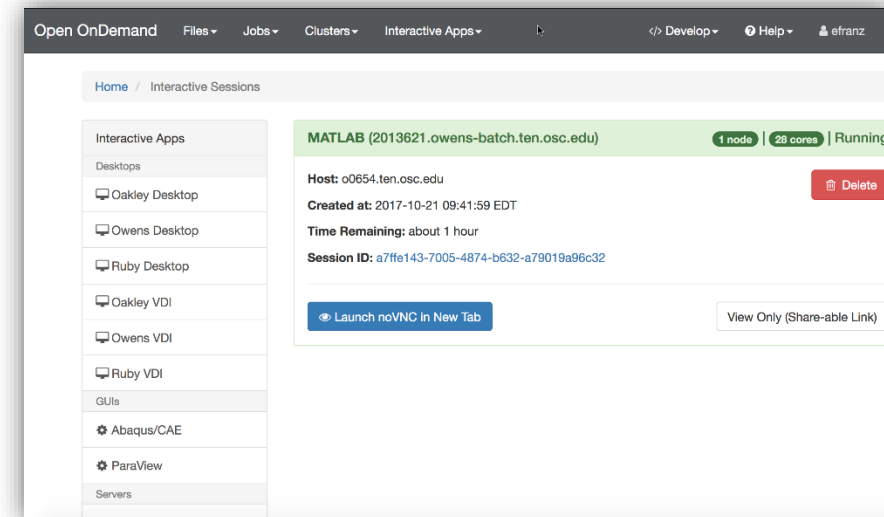 Open OnDemand Files Jobs Clusters Interactive Apps </> Develop Help efranz
Home / Interactive Sessions
Interactive Apps
Desktops
Oakley Desktop
Owens Desktop
Ruby Desktop
Oakley VDI
Owens VDI
Ruby VDI
GUIs
Abaqus/CAE
ParaView
Servers
MATLAB (2013621.owens-batch.ten.osc.edu) 1 node | 28 cores | Running
Host: o0654.ten.osc.edu
Delete
Created at: 2017-10-21 09:41:59 EDT
Time Remaining: about 1 hour
Session ID: a7ffe143-7005-4874-b632-a79019a96c32
Launch noVNC in New Tab
View Only (Share-able Link)